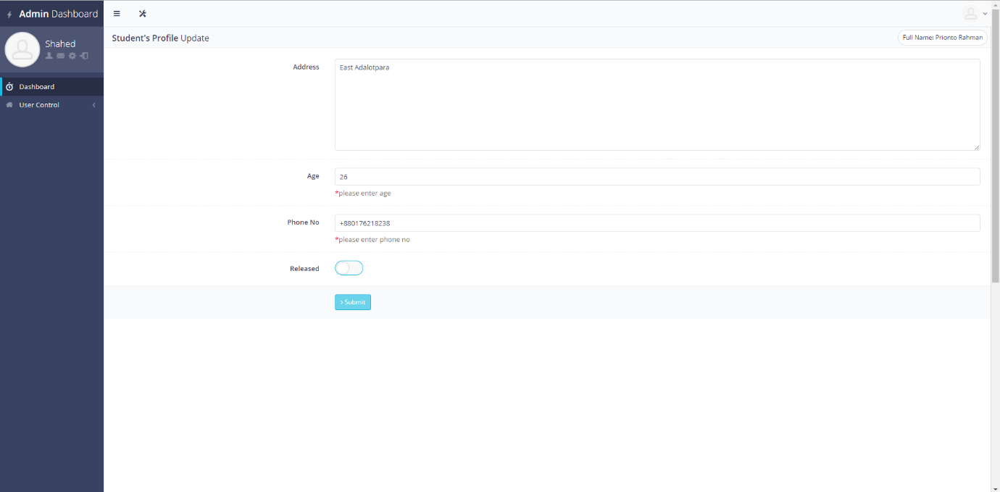 Admin Dashboard
Shahed
Dashboard
User Control
Student's Profile Update
Full Name: Prionto Rahman
Address
East Adalotpara
Age
26
*please enter age
Phone No
+880176218238
*please enter phone no
Released
Submit